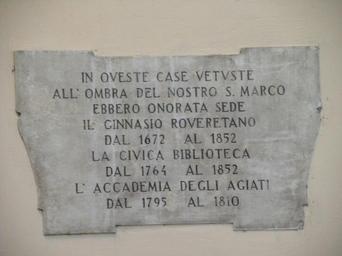 IN QVESTE CASE VETVSTE
ALL' OMBRA DEL NOSTRO S. MARCO
EBBERO ONORATA SEDE
IL GINNASIO ROVERETANO
DAL 1672 AL 1852
LA CIVICA BIBLIOTECA
DAL 1764 AL 1852
L' ACCADEMIA DEGLI AGIATI
DAL 1795 AL 1810